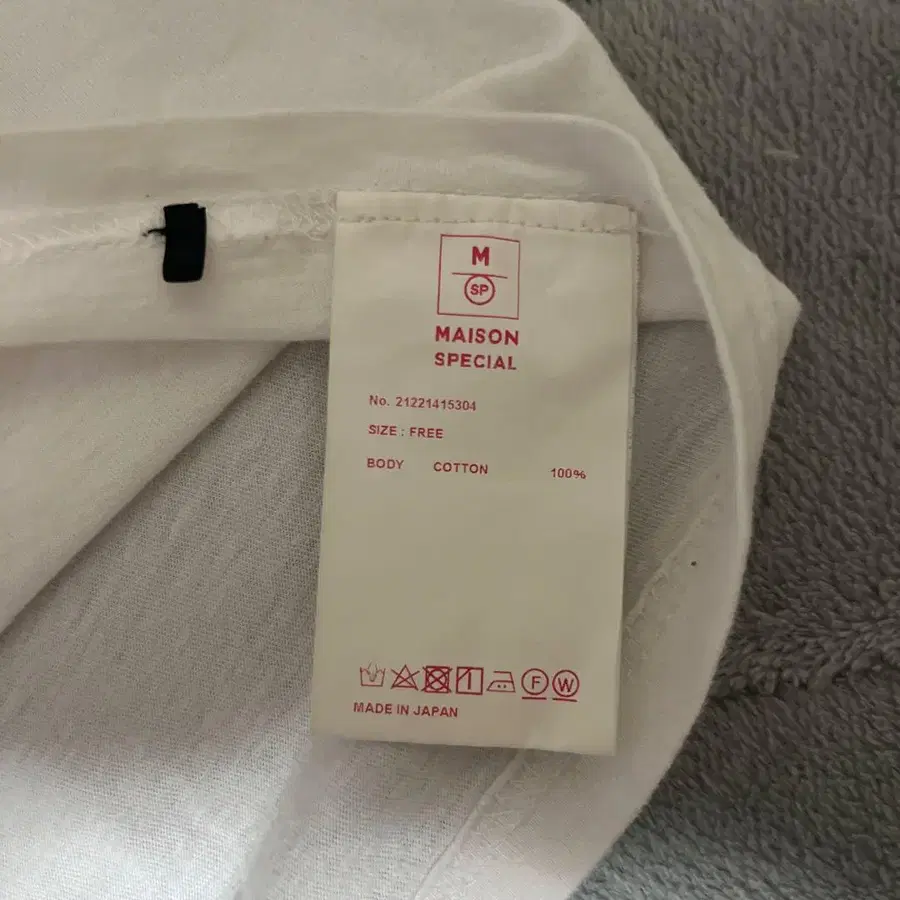 M
SP
MAISON
SPECIAL
No. 21221415304
SIZE : FREE
BODY COTTON 100%
F W
MADE IN JAPAN